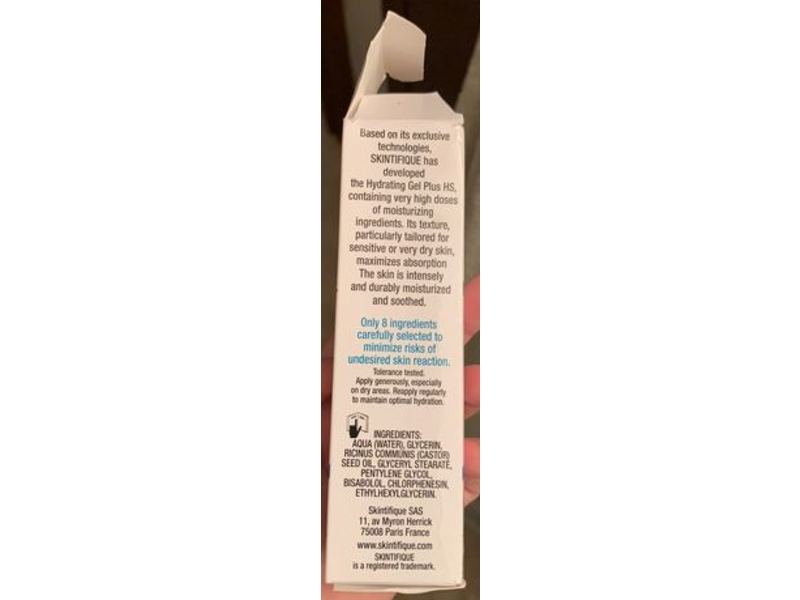 Based on its exclusive
technologies,
SKINTIFIQUE has
developed
the Hydrating Gel Plus HS,
containing very high doses
of moisturizing
ingredients. Its texture,
particularly tailored for
sensitive or very dry skin,
maximizes absorption
The skin is intensely
and durably moisturized
and soothed.
Only 8 ingredients
carefully selected to
minimize risks of
undesired skin reaction.
Tolerance tested.
Apply generously, especially
on dry areas. Reapply regularly
to maintain optimal hydration.
INGREDIENTS:
AQUA (WATER), GLYCERIN,
RICINUS COMMUNIS (CASTOR)
SEED OIL, GLYCERYL STEARATE,
PENTYLENE GLYCOL,
BISABOLOL, CHLORPHENESIN,
ETHYLHEXYLGLYCERIN.
Skintifique SAS
11, av Myron Herrick
75008 Paris France
www.skintifique.com
SKINTIFIQUE
is a registered trademark.